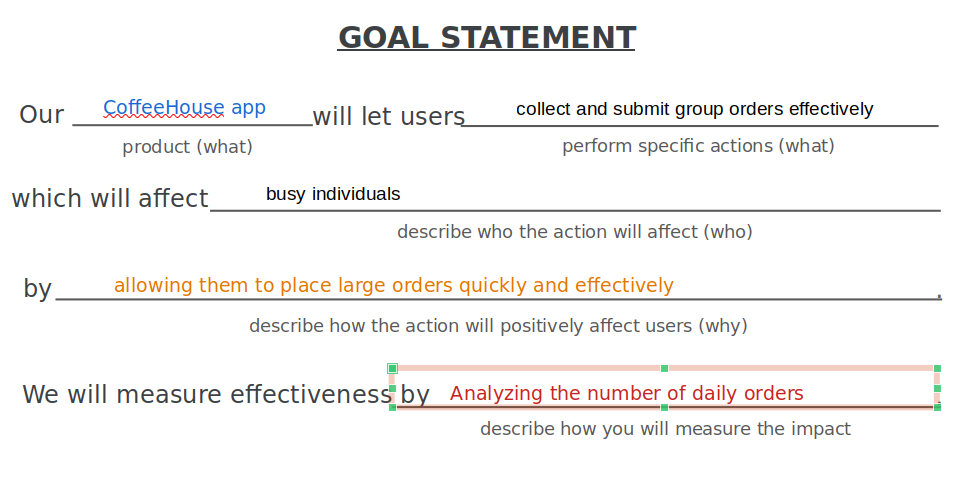 GOAL STATEMENT
Our CoffeeHouse app will let users collect and submit group orders effectively
product (what) perform specific actions (what)
which will affect busy individuals
describe who the action will affect (who)
by allowing them to place large orders quickly and effectively .
describe how the action will positively affect users (why)
We will measure effectiveness by Analyzing the number of daily orders .
describe how you will measure the impact